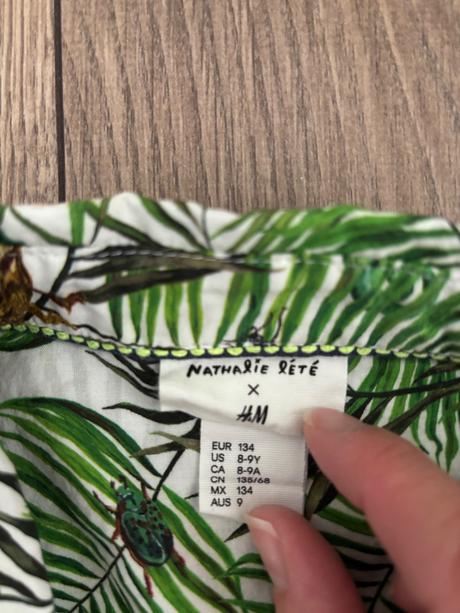 NATHALIE LÉTÉ
×
H&M
EUR 134
US 8-9Y
CA 8-9A
CN 135/68
MX 134
AUS 9